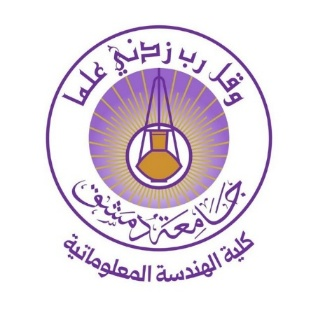 وقل رب زدني علما
جامعة دمشق
كلية الهندسة المعلوماتية